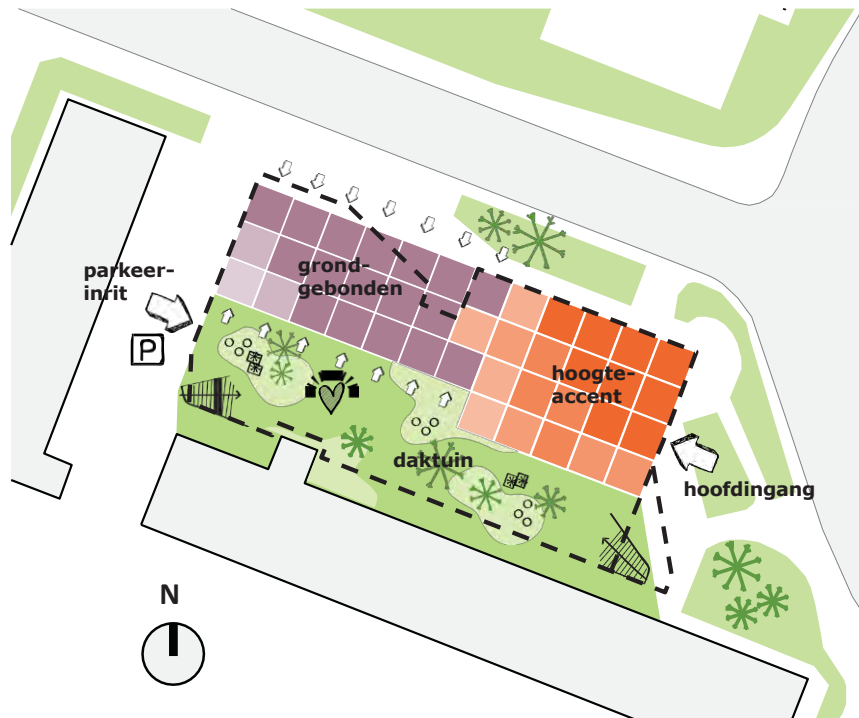 grond-
gebonden
parkeer-
inrit
P
hoogte-
accent
daktuin
hoofdingang
N